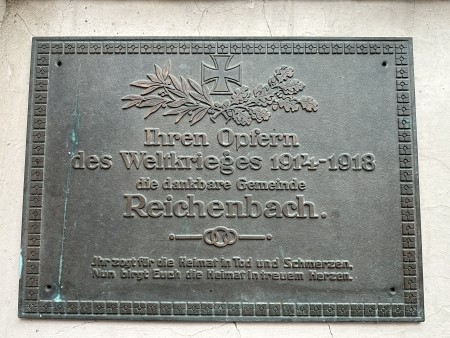 Ihren Opfern
des Weltkrieges 1914-1918
die dankbare Gemeinde
Reichenbach.
Ihr zogt für die Heimat in Tod und Schmerzen.
Nun birgt Euch die Heimat in treuem Herzen.